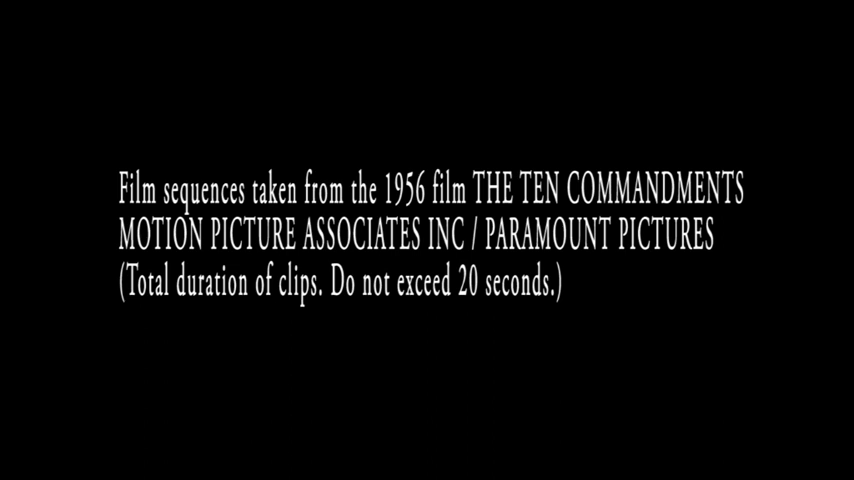 Film sequences taken from the 1956 film THE TEN COMMANDMENTS
MOTION PICTURE ASSOCIATES INC / PARAMOUNT PICTURES
(Total duration of clips. Do not exceed 20 seconds.)